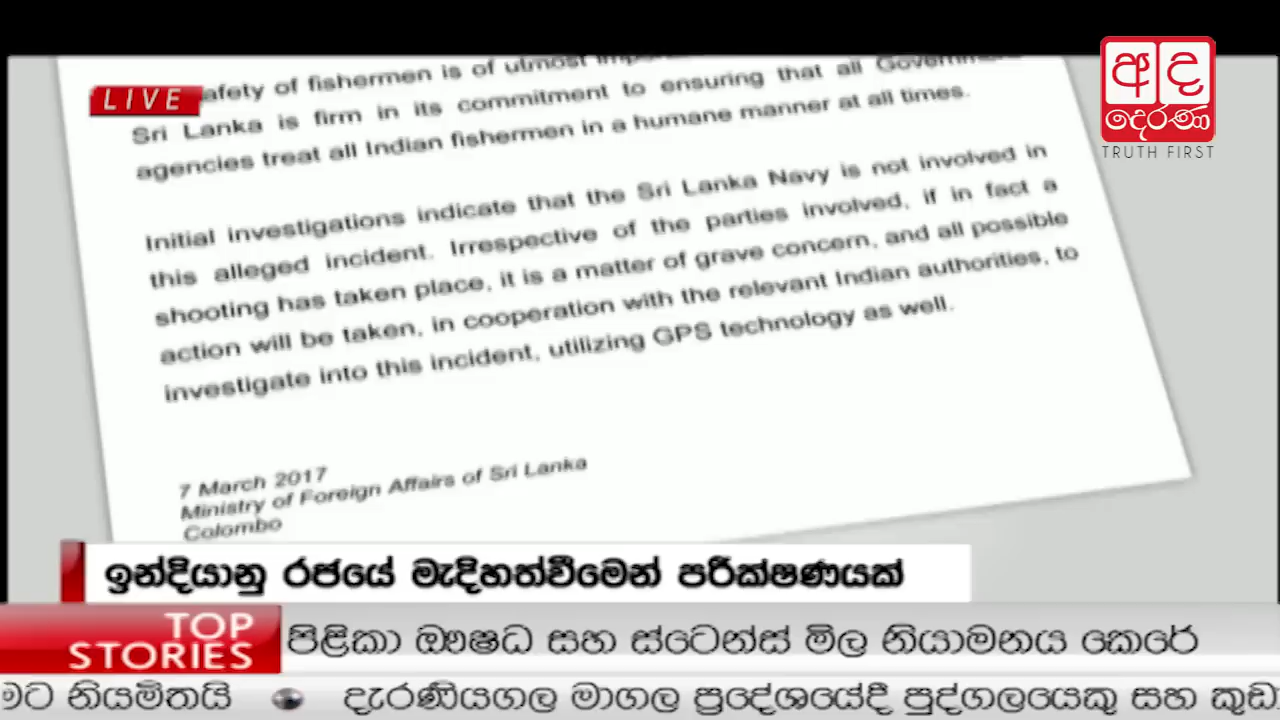 අද
දෙරණ
TRUTH FIRST
LIVE
afety of fishermen is of utmost
Sri Lanka is firm in its commitment to ensuring that all
agencies treat all Indian fishermen in a humane manner at all times.
Initial investigations indicate that the Sri Lanka Navy is not involved in
this alleged incident. Irrespective of the parties involved, if in fact a
shooting has taken place, it is a matter of grave concern, and all possible
action will be taken, in cooperation with the relevant Indian authorities, to
investigate into this incident, utilizing GPS technology as well.
7 March 2017
Ministry of Foreign Affairs of Sri Lanka
Colombo
ඉන්දියානු රජයේ මැදිහත්වීමෙන් පරීක්ෂණයක්
TOP
STORIES
පිළිකා ඖෂධ සහ ස්ටෙන්ස් මිල නියාමනය කෙරේ
මට නියමිතයි
දැරණියගල මාගල ප්‍රදේශයේදී පුද්ගලයෙකු සහ කුඩා